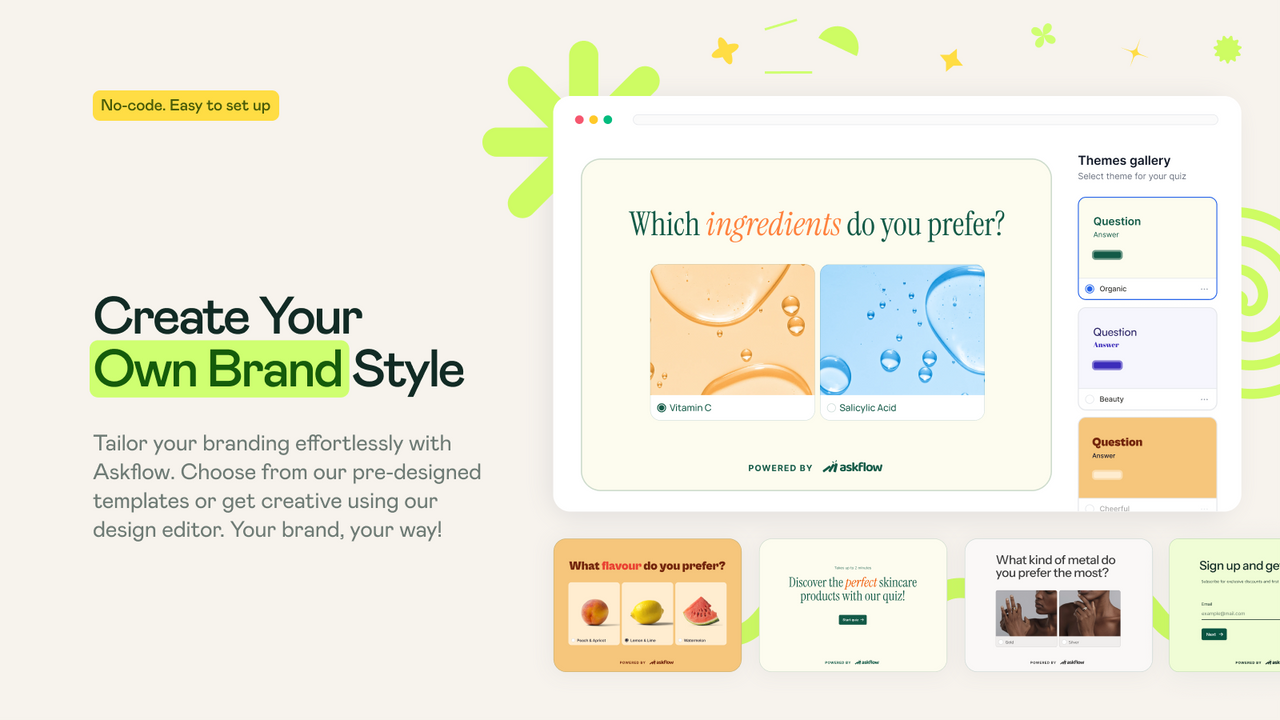 No-code. Easy to set up
Create Your
Own Brand Style
Tailor your branding effortlessly with
Askflow. Choose from our pre-designed
templates or get creative using our
design editor. Your brand, your way!
Which ingredients do you prefer?
Vitamin C
Salicylic Acid
POWERED BY askflow
Themes gallery
Select theme for your quiz
Question
Answer
Organic
Question
Answer
Beauty
Question
Answer
Cheerful
What flavour do you prefer?
Peach & Apricot
Lemon & Lime
Watermelon
POWERED BY askflow
Takes up to 2 minutes
Discover the perfect skincare
products with our quiz!
Start quiz →
POWERED BY askflow
What kind of metal do
you prefer the most?
Gold
Silver
POWERED BY askflow
Sign up and ge
Subscribe for exclusive discounts and first
Email
example@mail.com
Next →
POWERED BY ask